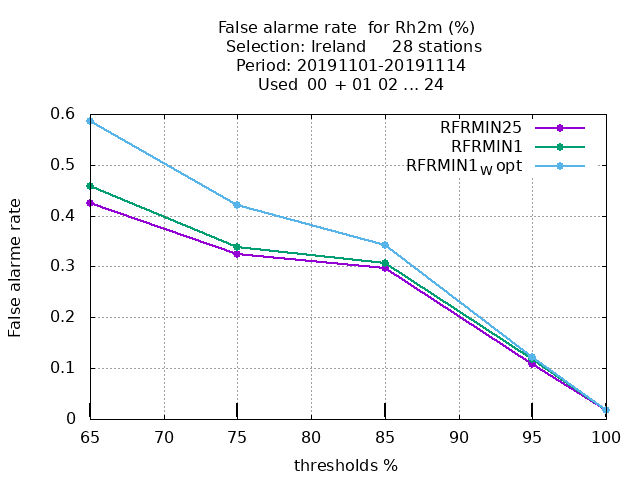 False alarme rate  for Rh2m (%)
Selection: Ireland     28 stations
Period: 20191101-20191114
Used  00 + 01 02 ... 24
RFRMIN25
RFRMIN1
RFRMIN1_W opt
0.6
0.5
0.4
0.3
0.2
0.1
0
False alarme rate
65 70 75 80 85 90 95 100
thresholds %